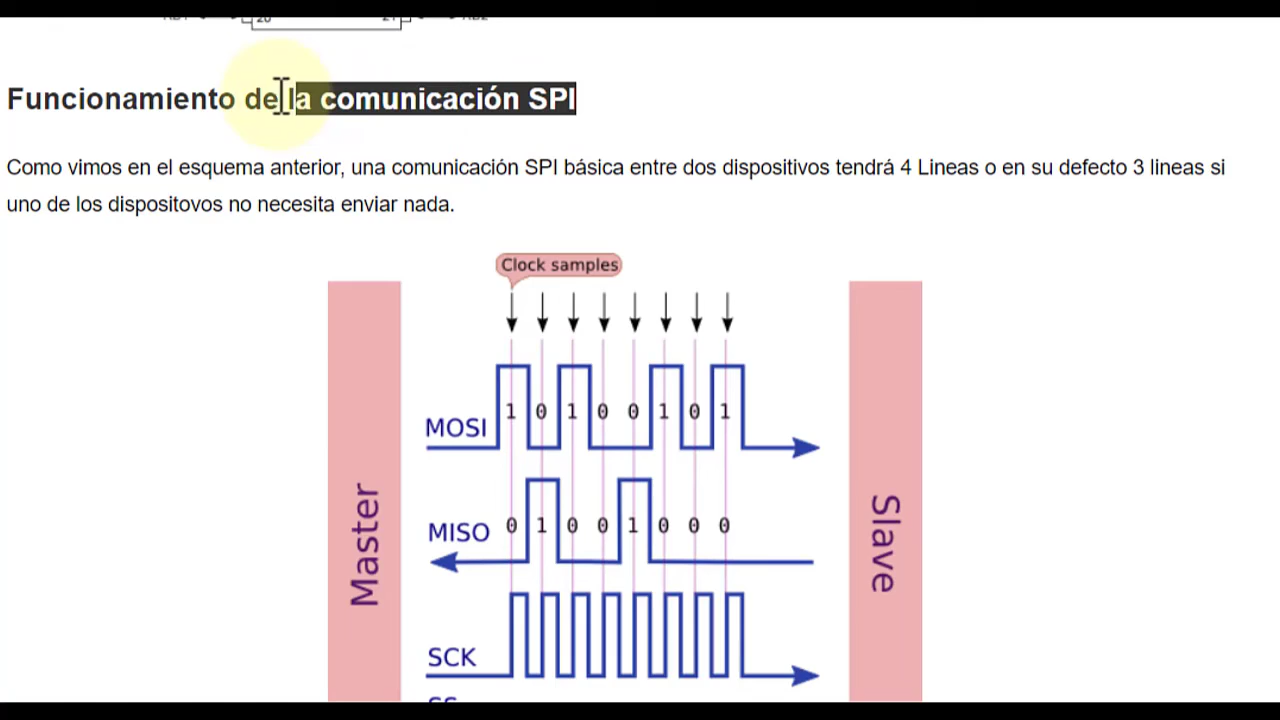 Funcionamiento de la comunicación SPI
Como vimos en el esquema anterior, una comunicación SPI básica entre dos dispositivos tendrá 4 Lineas o en su defecto 3 lineas si
uno de los dispositovos no necesita enviar nada.
Clock samples
MOSI 1 0 1 0 0 1 0 1
MISO 0 1 0 0 1 0 0 0
SCK
Master
Slave